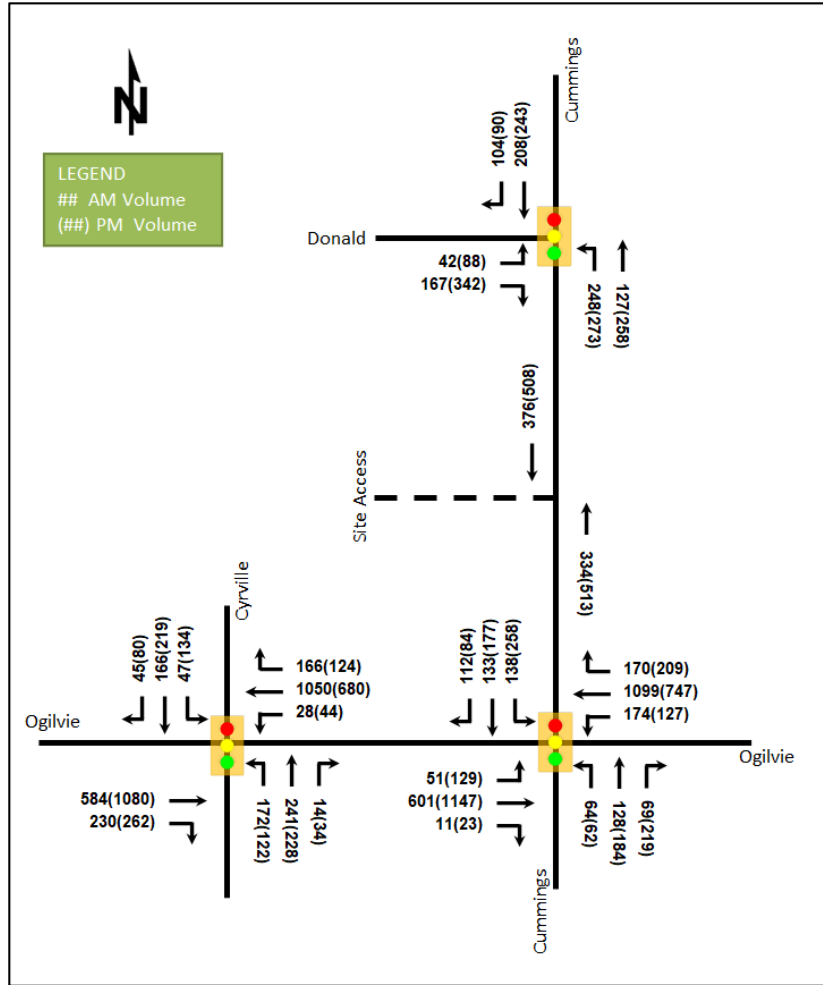 Cummings
N
104(90)
208(243)
LEGEND
## AM Volume
(##) PM Volume
Donald
42(88)
167(342)
248(273)
127(258)
376(508)
Site Access
334(513)
Cyrville
45(80)
166(219)
47(134)
166(124)
1050(680)
28(44)
112(84)
133(177)
138(258)
170(209)
1099(747)
174(127)
Ogilvie
Ogilvie
584(1080)
230(262)
172(122)
241(228)
14(34)
51(129)
601(1147)
11(23)
64(62)
128(184)
69(219)
Cummings